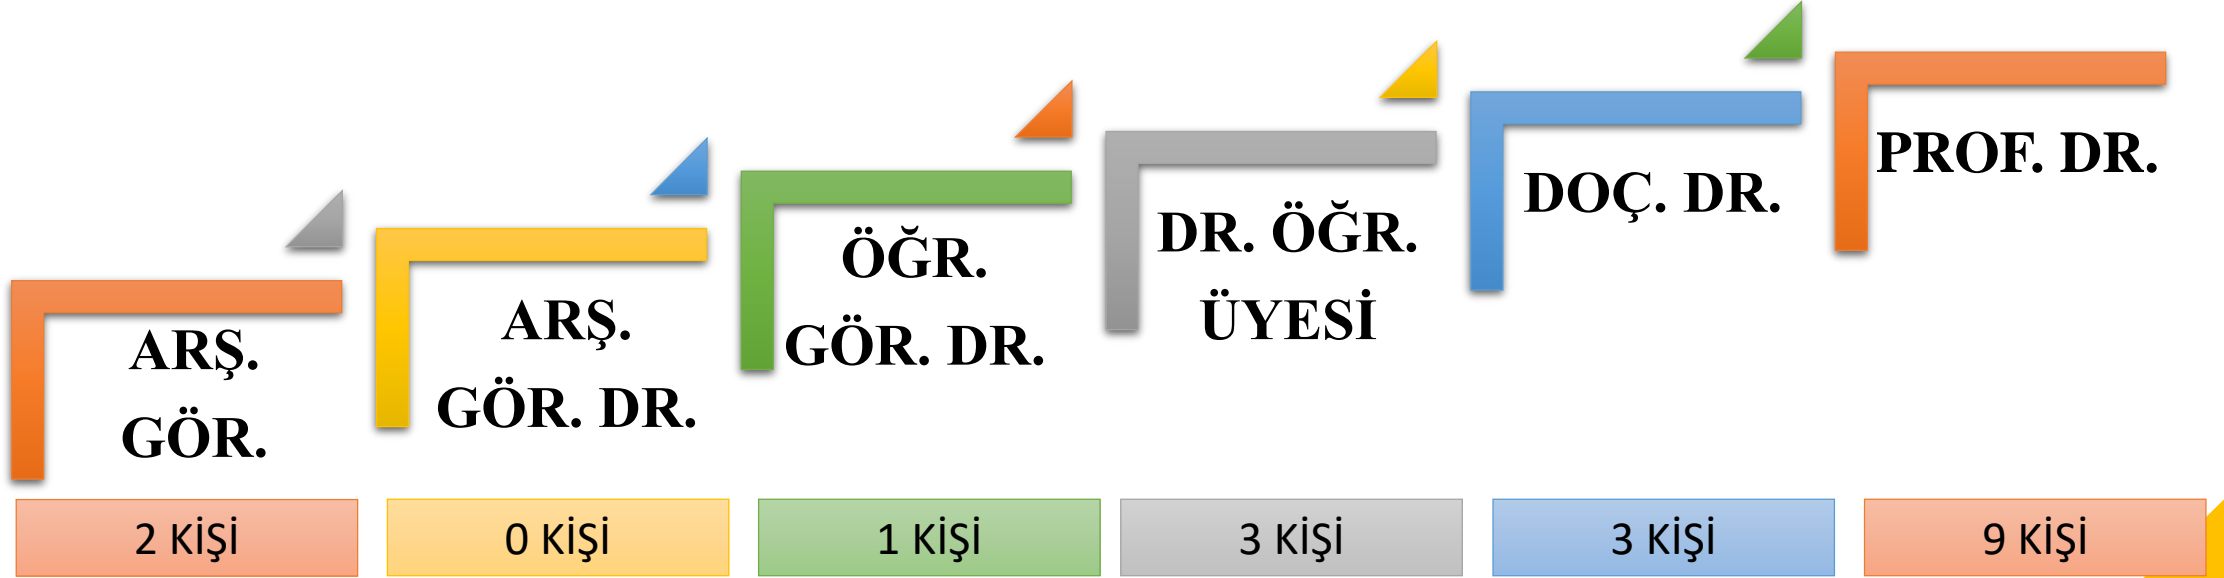 ARŞ.
GÖR.
ARŞ.
GÖR. DR.
ÖĞR.
GÖR. DR.
DR. ÖĞR.
ÜYESİ
DOÇ. DR.
PROF. DR.
2 KİŞİ
0 KİŞİ
1 KİŞİ
3 KİŞİ
3 KİŞİ
9 KİŞİ